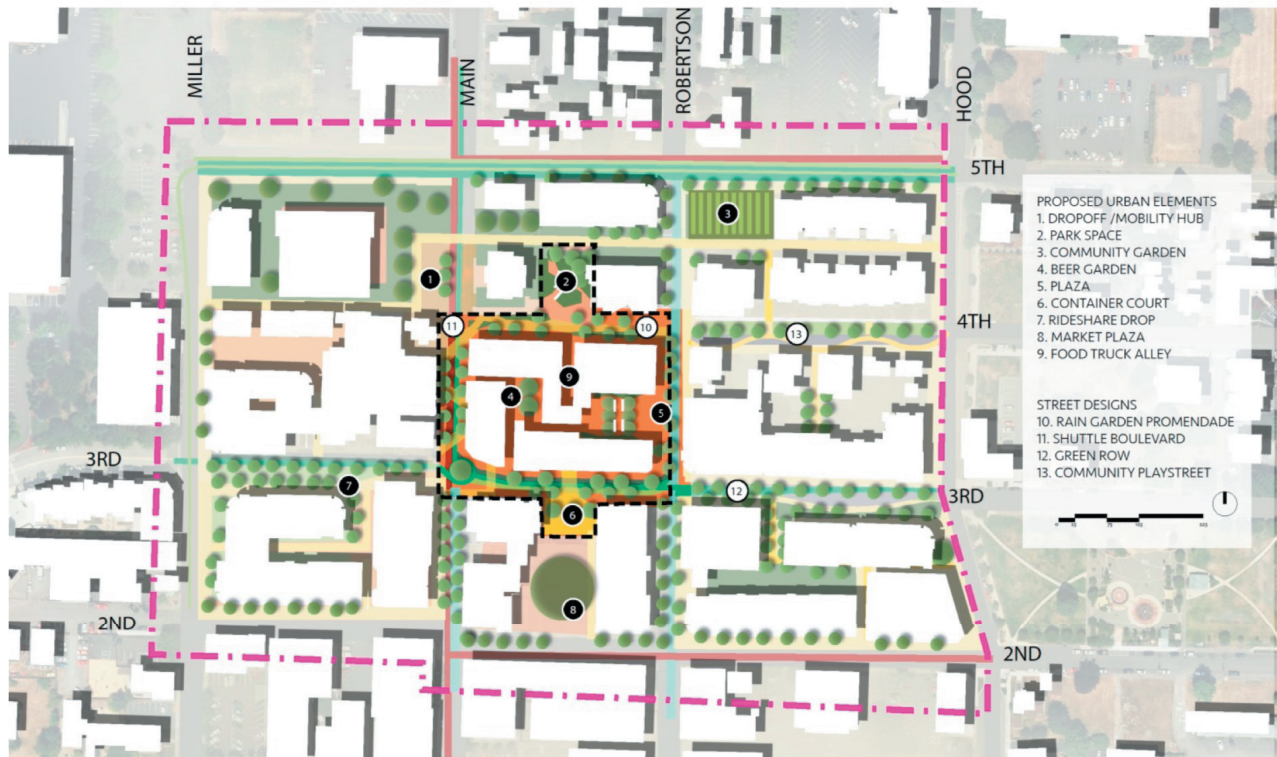 MILLER
MAIN
ROBERTSON
HOOD
5TH
3
2
1
11
10
13
4TH
9
4
5
3RD
7
12
3RD
6
8
2ND
2ND
PROPOSED URBAN ELEMENTS
1. DROPOFF /MOBILITY HUB
2. PARK SPACE
3. COMMUNITY GARDEN
4. BEER GARDEN
5. PLAZA
6. CONTAINER COURT
7. RIDESHARE DROP
8. MARKET PLAZA
9. FOOD TRUCK ALLEY
STREET DESIGNS
10. RAIN GARDEN PROMENDADE
11. SHUTTLE BOULEVARD
12. GREEN ROW
13. COMMUNITY PLAYSTREET